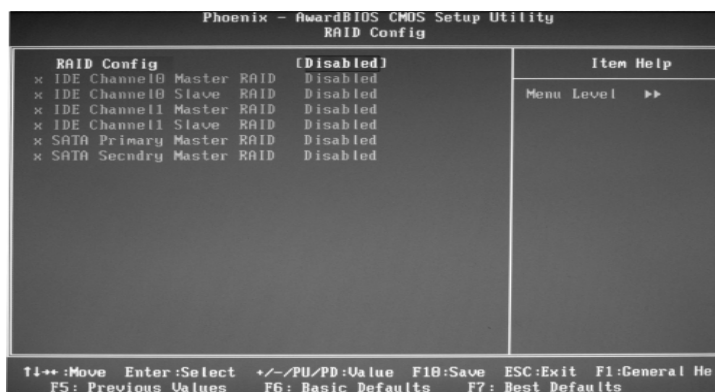 Phoenix - AwardBIOS CMOS Setup Utility
RAID Config
RAID Config [Disabled]
x IDE Channel0 Master RAID Disabled
x IDE Channel0 Slave RAID Disabled
x IDE Channel1 Master RAID Disabled
x IDE Channel1 Slave RAID Disabled
x SATA Primary Master RAID Disabled
x SATA Secndry Master RAID Disabled
Item Help
Menu Level ▸▸
↑↓→←:Move Enter:Select +/-/PU/PD:Value F10:Save ESC:Exit F1:General He
F5: Previous Values F6: Basic Defaults F7: Best Defaults